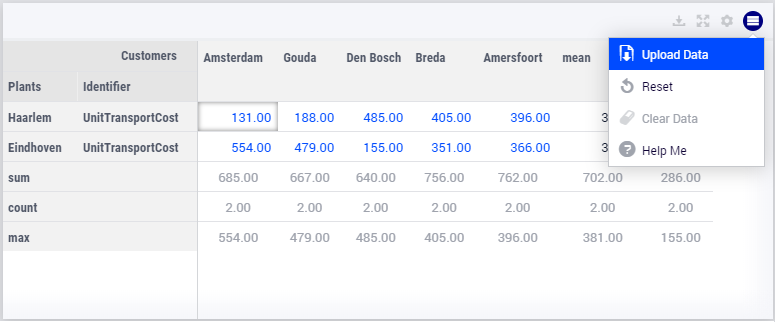 Customers Amsterdam Gouda Den Bosch Breda Amersfoort mean
Upload Data
Plants Identifier
Reset
Haarlem UnitTransportCost 131.00 188.00 485.00 405.00 396.00 3
Clear Data
Eindhoven UnitTransportCost 554.00 479.00 155.00 351.00 366.00 3
Help Me
sum 685.00 667.00 640.00 756.00 762.00 702.00 286.00
count 2.00 2.00 2.00 2.00 2.00 2.00 2.00
max 554.00 479.00 485.00 405.00 396.00 381.00 155.00